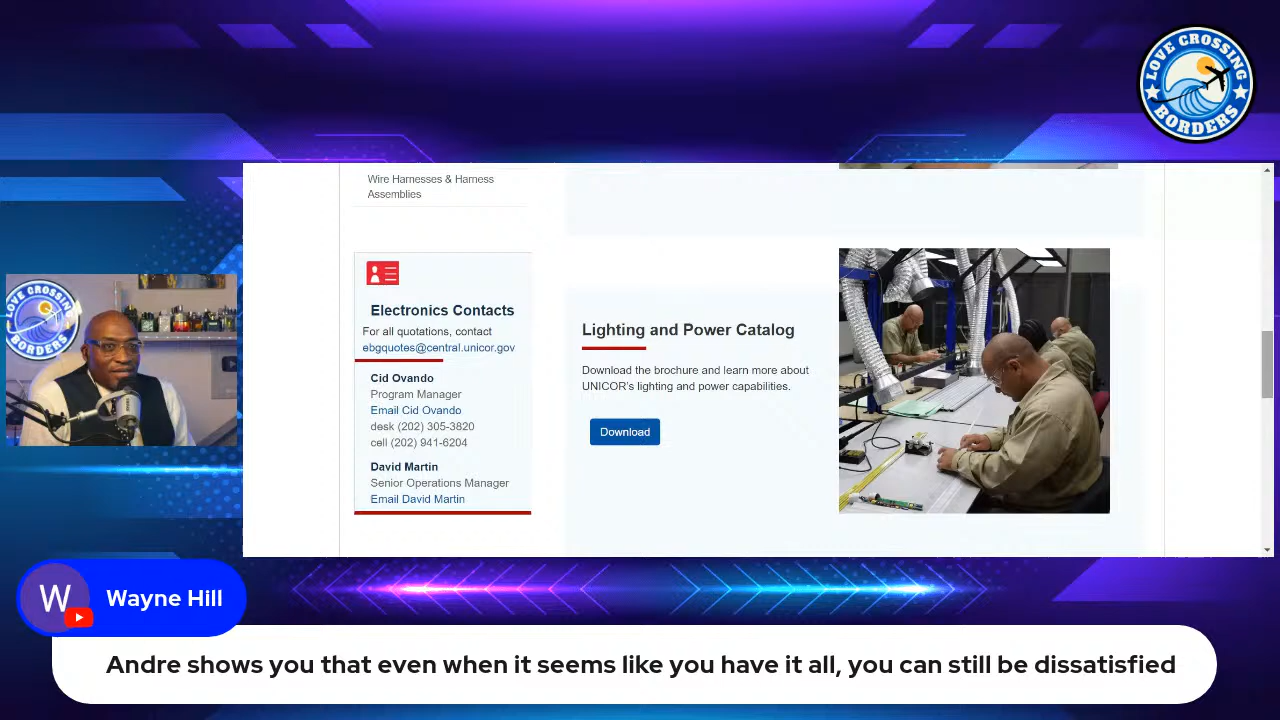 LOVE CROSSING
BORDERS
Wire Harnesses & Harness
Assemblies
Electronics Contacts
For all quotations, contact
ebgquotes@central.unicor.gov
Cid Ovando
Program Manager
Email Cid Ovando
desk (202) 305-3820
cell (202) 941-6204
David Martin
Senior Operations Manager
Email David Martin
Lighting and Power Catalog
Download the brochure and learn more about
UNICOR's lighting and power capabilities.
Download
LOVE CROSSING
BORDERS
W
Wayne Hill
Andre shows you that even when it seems like you have it all, you can still be dissatisfied